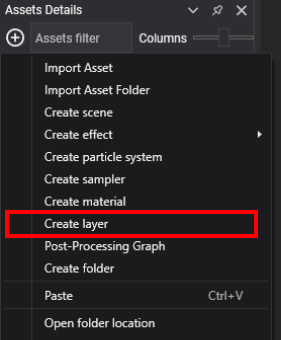 Assets Details
Assets filter Columns
Import Asset
Import Asset Folder
Create scene
Create effect
Create particle system
Create sampler
Create material
Create layer
Post-Processing Graph
Create folder
Paste Ctrl+V
Open folder location